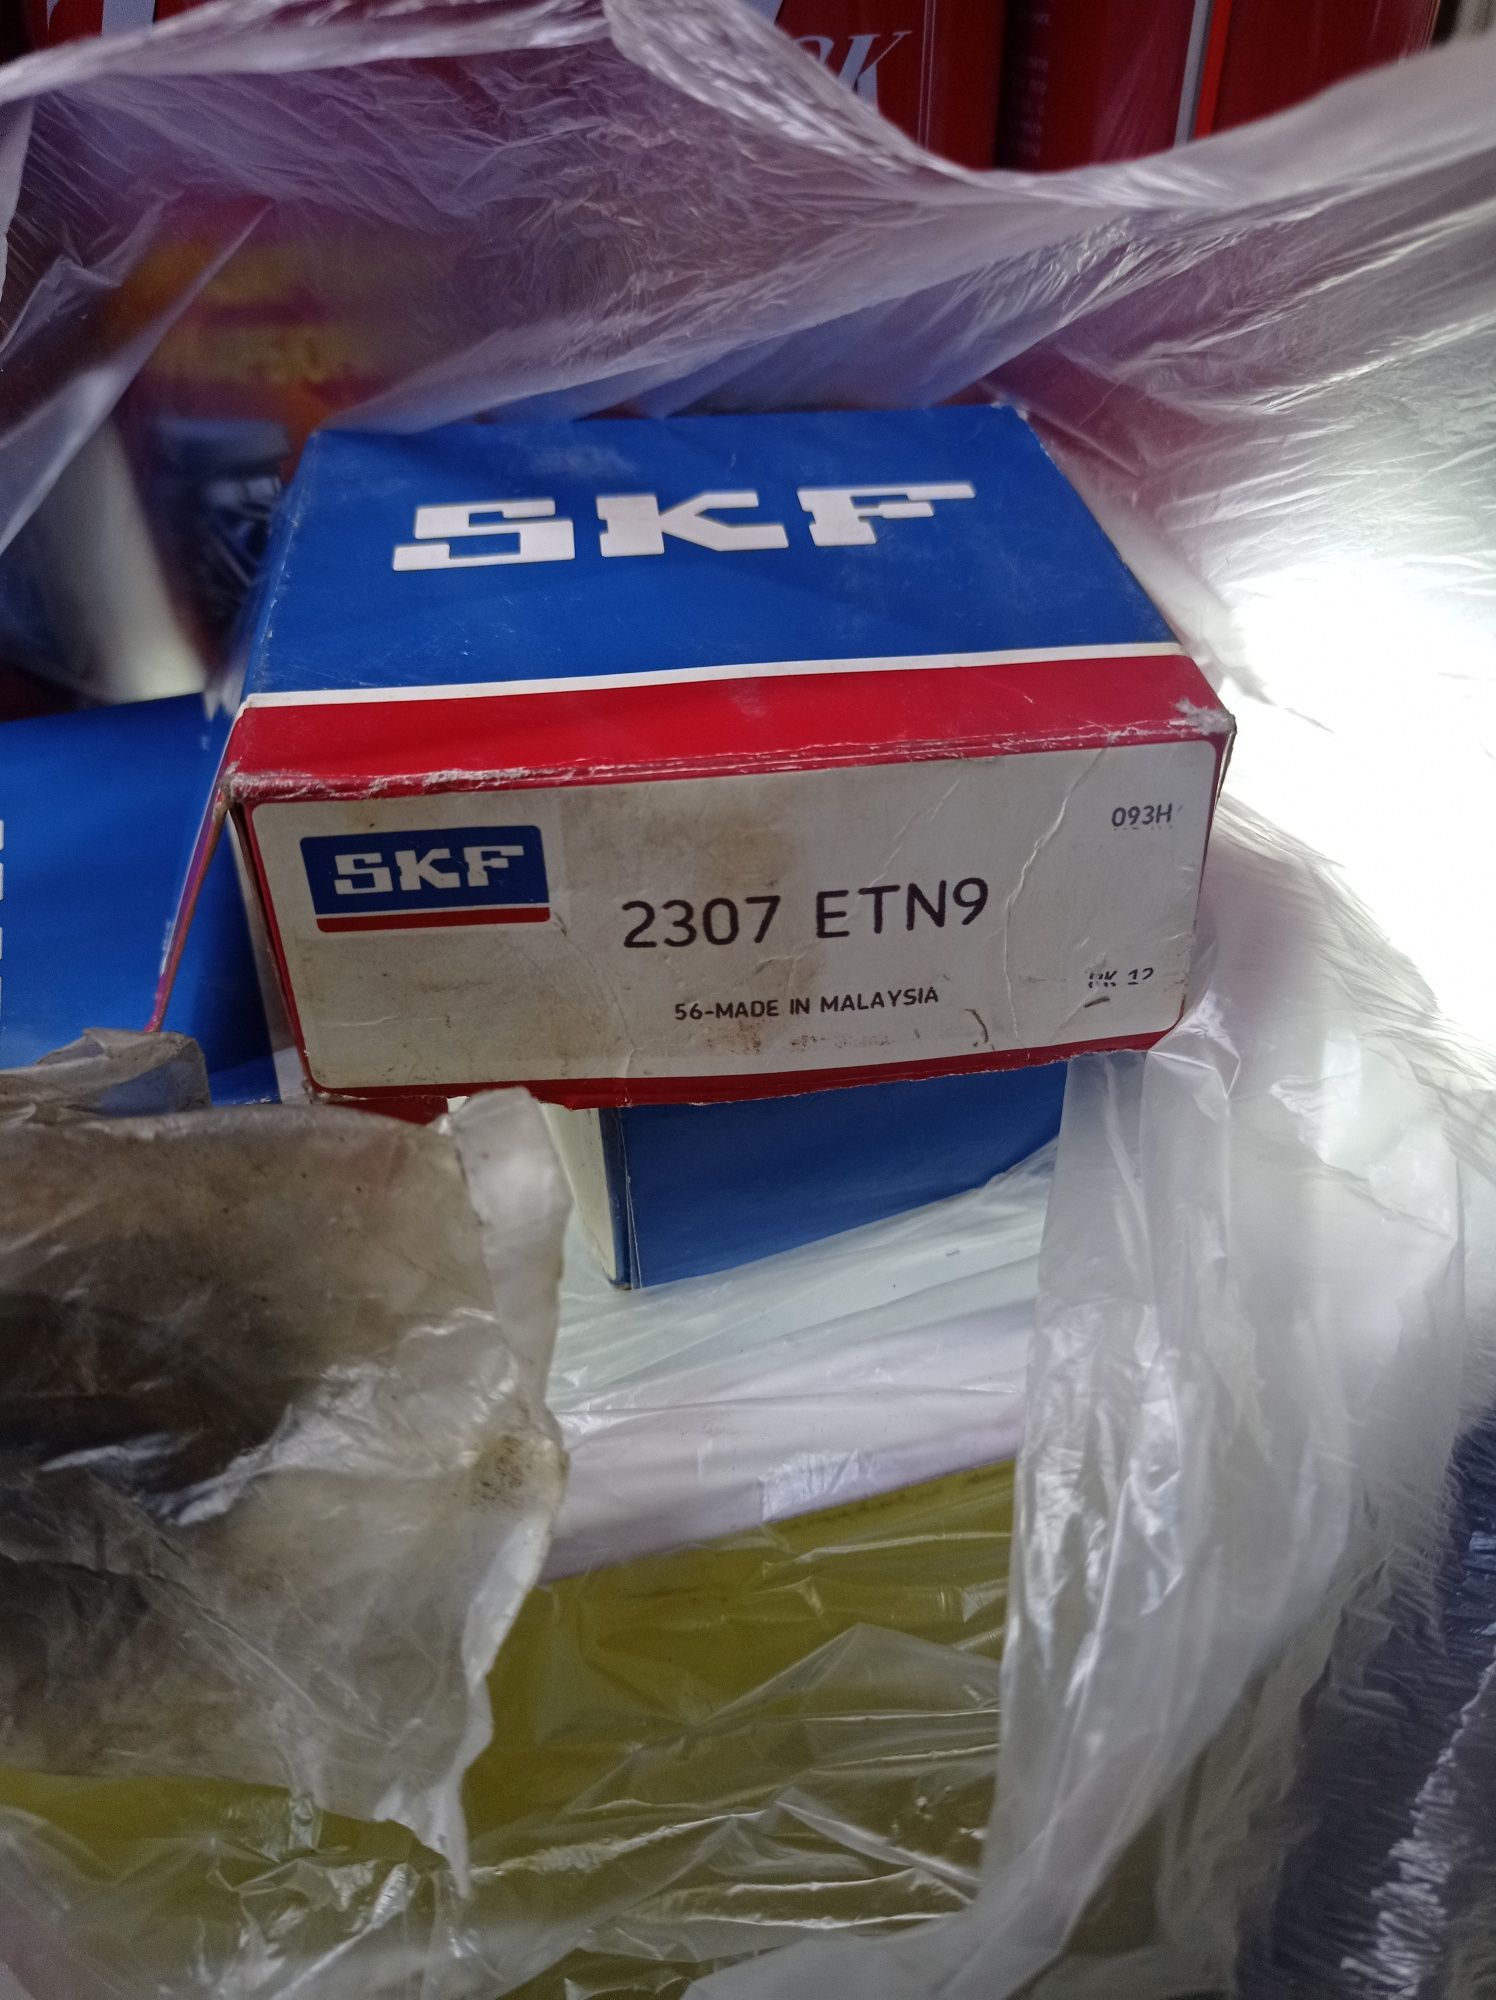 SKF
SKF
093H
2307 ETN9
56-MADE IN MALAYSIA